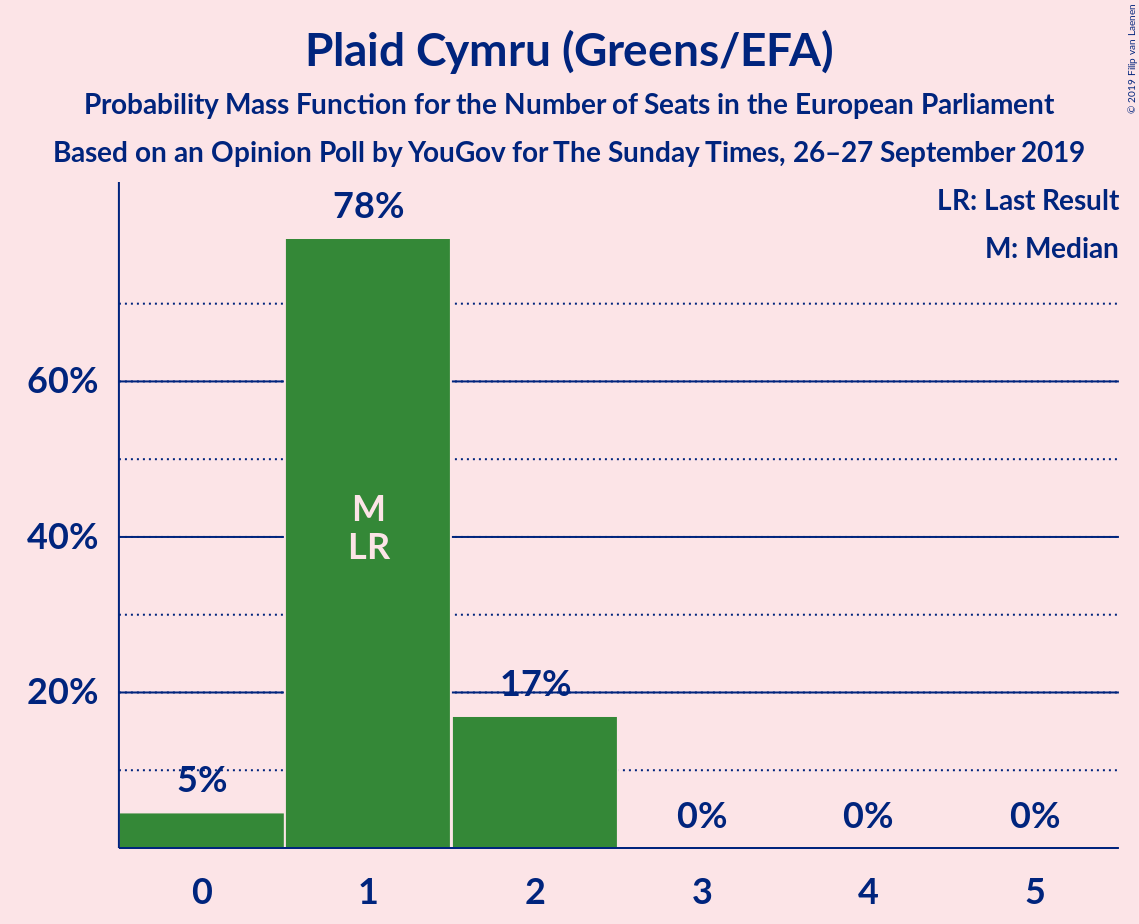 Plaid Cymru (Greens/EFA)
Probability Mass Function for the Number of Seats in the European Parliament
Based on an Opinion Poll by YouGov for The Sunday Times, 26–27 September 2019
© 2019 Filip van Laenen
LR: Last Result
M: Median
78%
60%
M
40%
LR
17%
20%
5%
0%
0%
0%
0
1
2
3
4
5